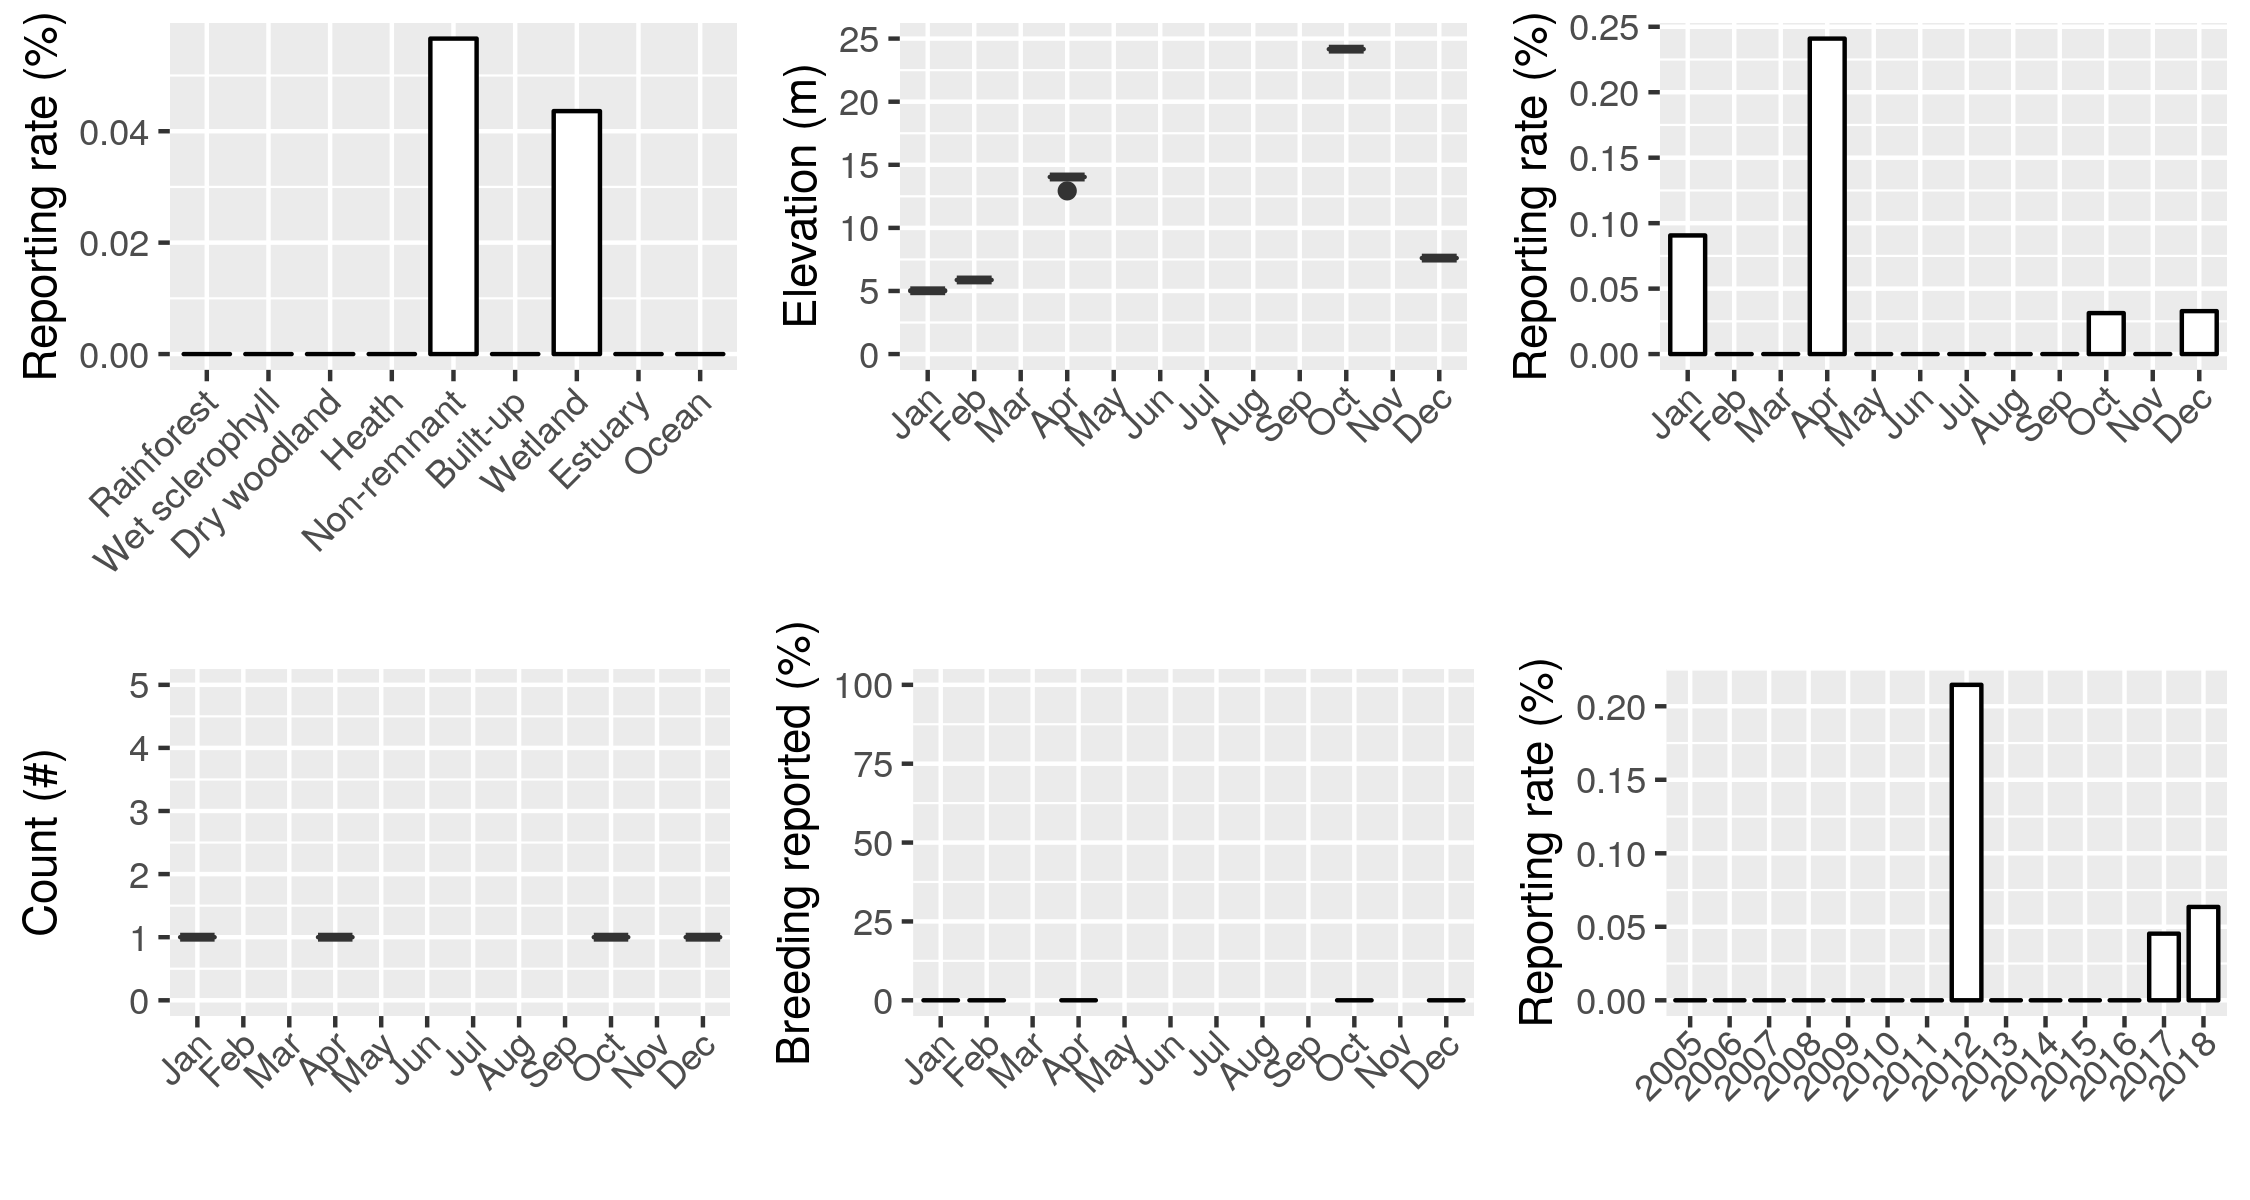 Reporting rate (%)
0.04
0.02
0.00
Rainforest
Wet sclerophyll
Dry woodland
Heath
Non-remnant
Built-up
Wetland
Estuary
Ocean
Elevation (m)
25
20
15
10
5
0
Jan
Feb
Mar
Apr
May
Jun
Jul
Aug
Sep
Oct
Nov
Dec
Reporting rate (%)
0.25
0.20
0.15
0.10
0.05
0.00
Jan
Feb
Mar
Apr
May
Jun
Jul
Aug
Sep
Oct
Nov
Dec
Count (#)
5
4
3
2
1
0
Jan
Feb
Mar
Apr
May
Jun
Jul
Aug
Sep
Oct
Nov
Dec
Breeding reported (%)
100
75
50
25
0
Jan
Feb
Mar
Apr
May
Jun
Jul
Aug
Sep
Oct
Nov
Dec
Reporting rate (%)
0.20
0.15
0.10
0.05
0.00
2005
2006
2007
2008
2009
2010
2011
2012
2013
2014
2015
2016
2017
2018